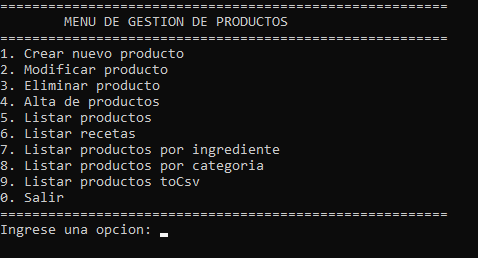 ========================================================
MENU DE GESTION DE PRODUCTOS
========================================================
1. Crear nuevo producto
2. Modificar producto
3. Eliminar producto
4. Alta de productos
5. Listar productos
6. Listar recetas
7. Listar productos por ingrediente
8. Listar productos por categoria
9. Listar productos toCsv
0. Salir
========================================================
Ingrese una opcion: _